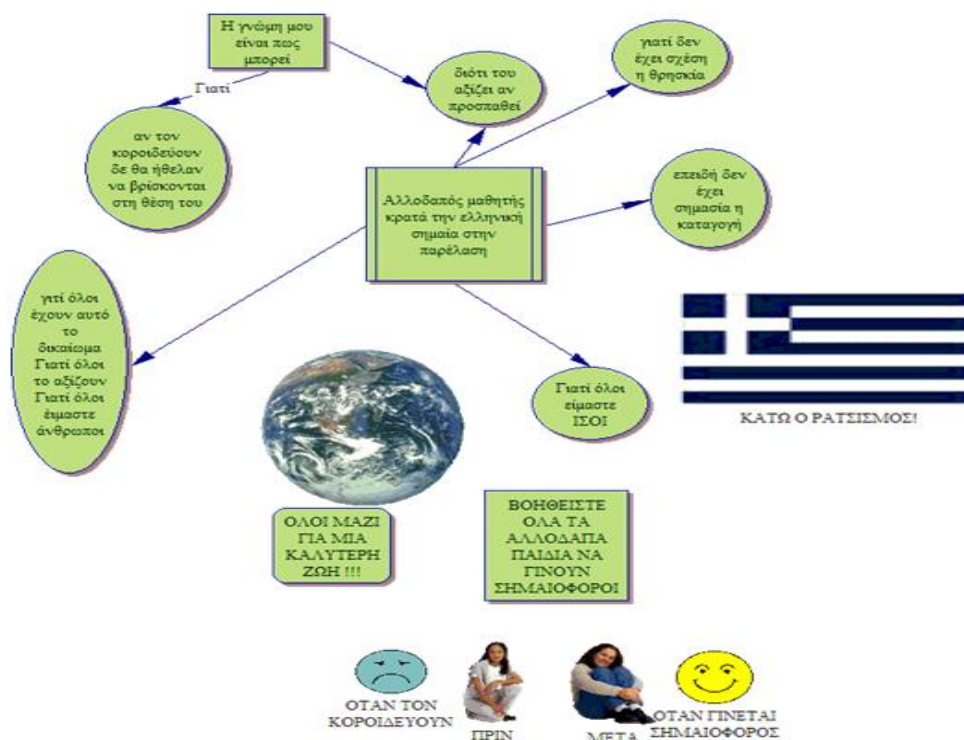 Η γνώμη μου
είναι πως
μπορεί
Γιατί
διότι του
αξίζει αν
προσπαθεί
γιατί δεν
έχει σχέση
η θρησκία
αν τον
κοροιδεύουν
δε θα ήθελαν
να βρίσκονται
στη θέση του
Αλλοδαπός μαθητής
κρατά την ελληνική
σημαία στην
παρέλαση
επειδή δεν
έχει
σημασία η
καταγωγή
γιτί όλοι
έχουν αυτό
το
δικαίωμα
Γιατί όλοι
το αξίζουν
Γιατί όλοι
έιμαστε
άνθρωποι
Γιατί όλοι
είμαστε
ΙΣΟΙ
ΚΑΤΩ Ο ΡΑΤΣΙΣΜΟΣ!
ΟΛΟΙ ΜΑΖΙ
ΓΙΑ ΜΙΑ
ΚΑΛΥΤΕΡΗ
ΖΩΗ !!!
ΒΟΗΘΕΙΣΤΕ
ΟΛΑ ΤΑ
ΑΛΛΟΔΑΠΑ
ΠΑΙΔΙΑ ΝΑ
ΓΙΝΟΥΝ
ΣΗΜΑΙΟΦΟΡΟΙ
ΟΤΑΝ ΤΟΝ
ΚΟΡΟΙΔΕΥΟΥΝ
ΠΡΙΝ
ΜΕΤΑ
ΟΤΑΝ ΓΙΝΕΤΑΙ
ΣΗΜΑΙΟΦΟΡΟΣ